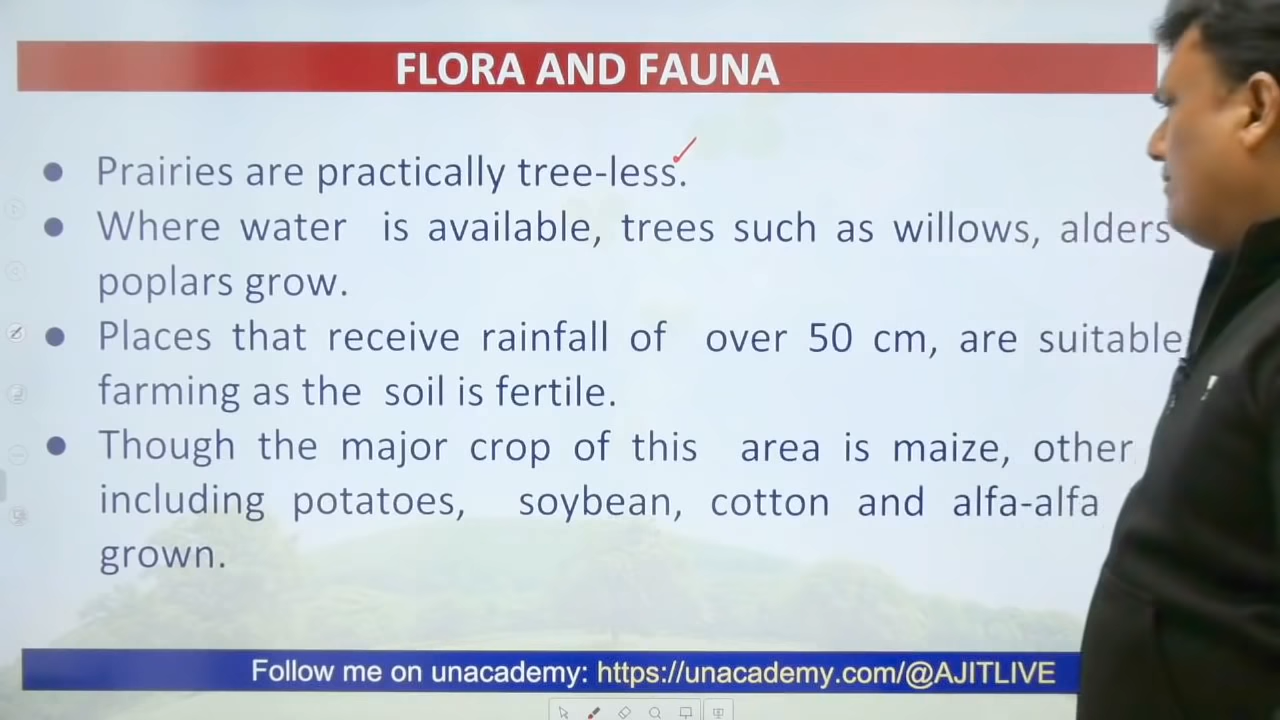 FLORA AND FAUNA
● Prairies are practically tree-less.
● Where water is available, trees such as willows, alders
poplars grow.
● Places that receive rainfall of over 50 cm, are suitable
farming as the soil is fertile.
● Though the major crop of this area is maize, other
including potatoes, soybean, cotton and alfa-alfa
grown.
Follow me on unacademy: https://unacademy.com/@AJITLIVE